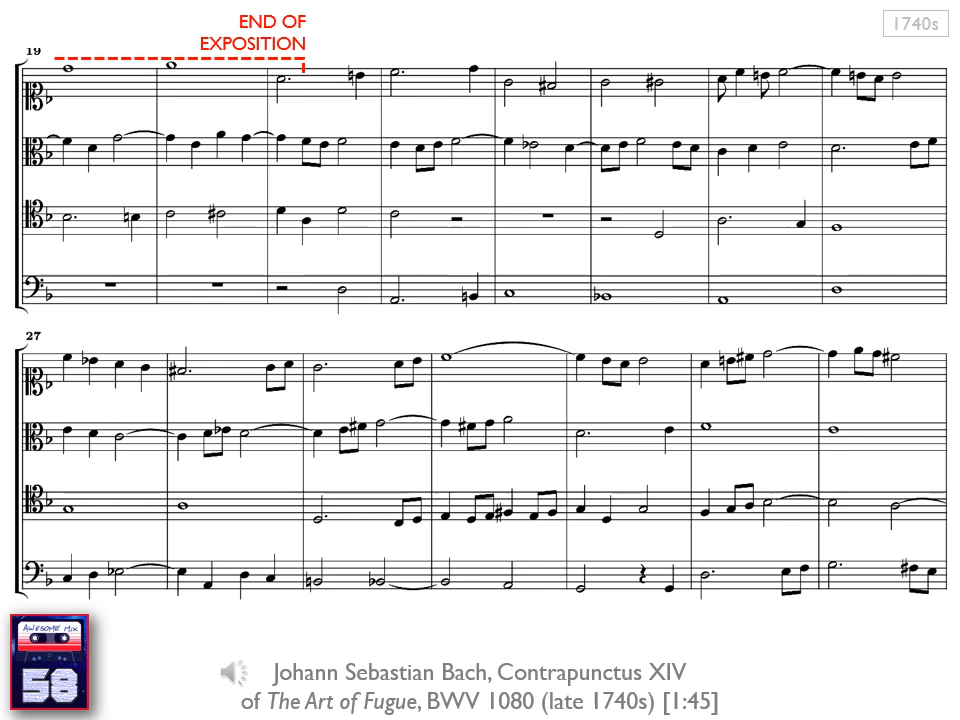 END OF
EXPOSITION
1740s
19
27
AWESOME MIX
58
Johann Sebastian Bach, Contrapunctus XIV
of The Art of Fugue, BWV 1080 (late 1740s) [1:45]